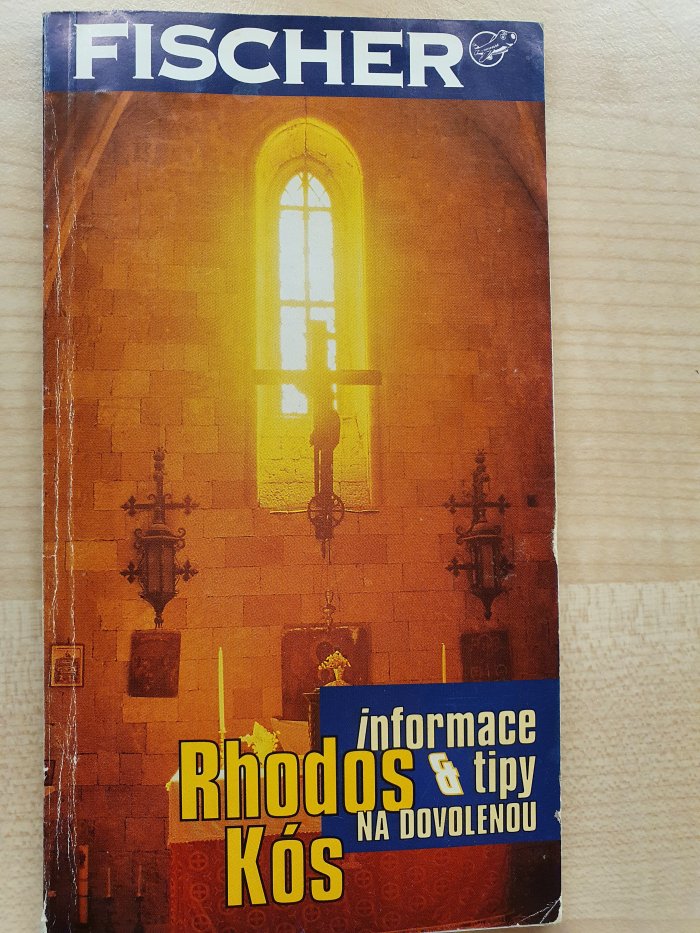 FISCHER
informace
Rhodos & tipy
NA DOVOLENOU
Kós